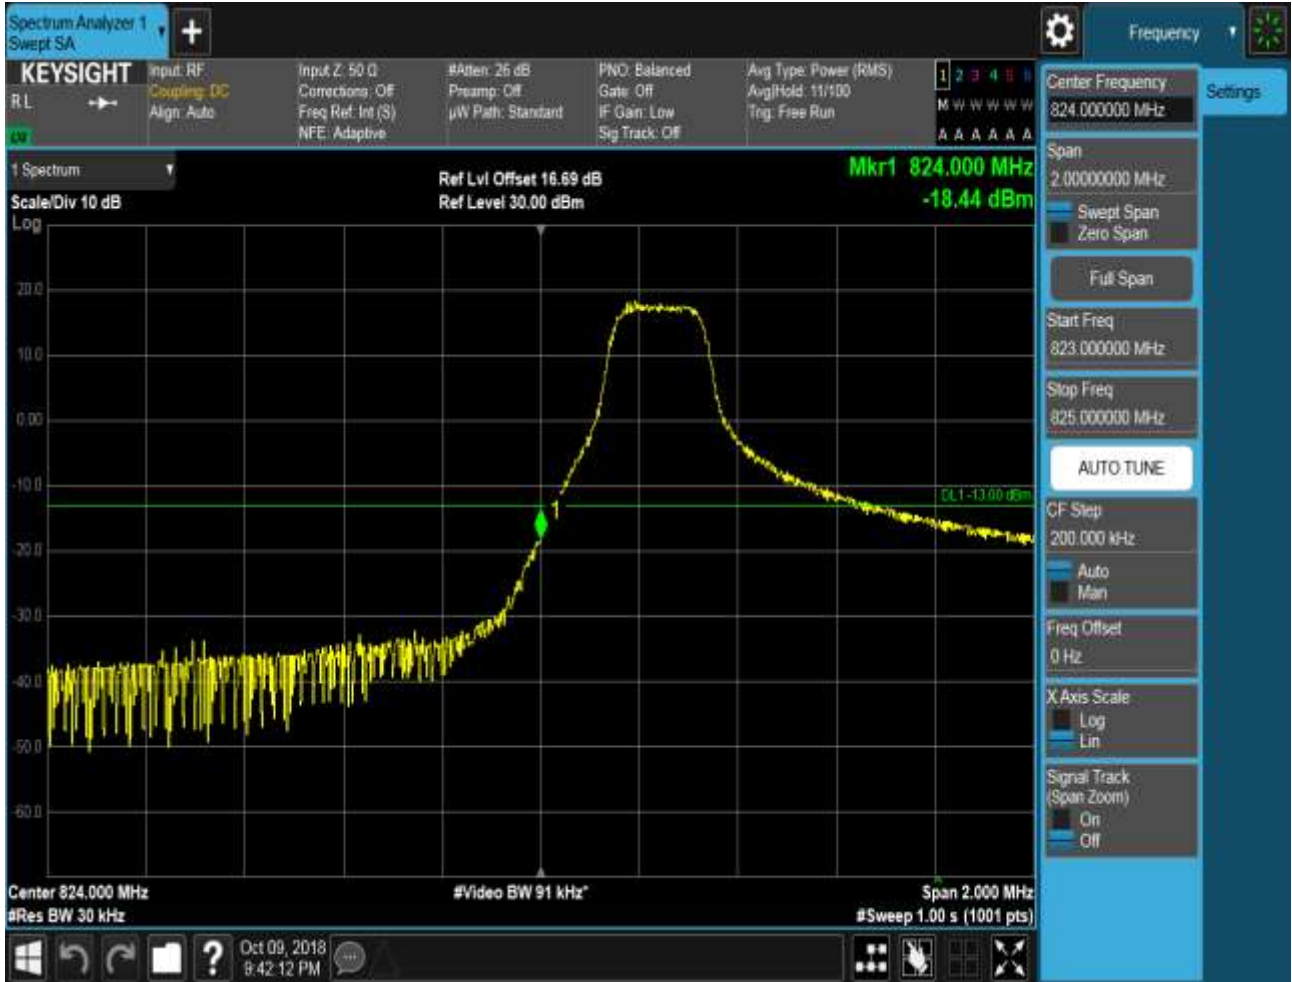 Spectrum Analyzer 1
Swept SA
Frequency
KEYSIGHT
R L
Input: RF
Coupling: DC
Align: Auto
Input Z: 50 Ω
Corrections: Off
Freq Ref: Int (S)
NFE: Adaptive
#Atten: 26 dB
Preamp: Off
µW Path: Standard
PNO: Balanced
Gate: Off
IF Gain: Low
Sig Track: Off
Avg Type: Power (RMS)
Avg|Hold: 11/100
Trig: Free Run
1 2 3 4 5 6
M W W W W W
A A A A A A
1 Spectrum
Scale/Div 10 dB
Log
Ref Lvl Offset 16.69 dB
Ref Level 30.00 dBm
Mkr1 824.000 MHz
-18.44 dBm
20.0
10.0
0.00
-10.0
-20.0
-30.0
-40.0
-50.0
-60.0
1
DL1 -13.00 dBm
Center 824.000 MHz
#Res BW 30 kHz
#Video BW 91 kHz*
Span 2.000 MHz
#Sweep 1.00 s (1001 pts)
Center Frequency
824.000000 MHz
Settings
Span
2.00000000 MHz
Swept Span
Zero Span
Full Span
Start Freq
823.000000 MHz
Stop Freq
825.000000 MHz
AUTO TUNE
CF Step
200.000 kHz
Auto
Man
Freq Offset
0 Hz
X Axis Scale
Log
Lin
Signal Track
(Span Zoom)
On
Off
?
Oct 09, 2018
9:42:12 PM